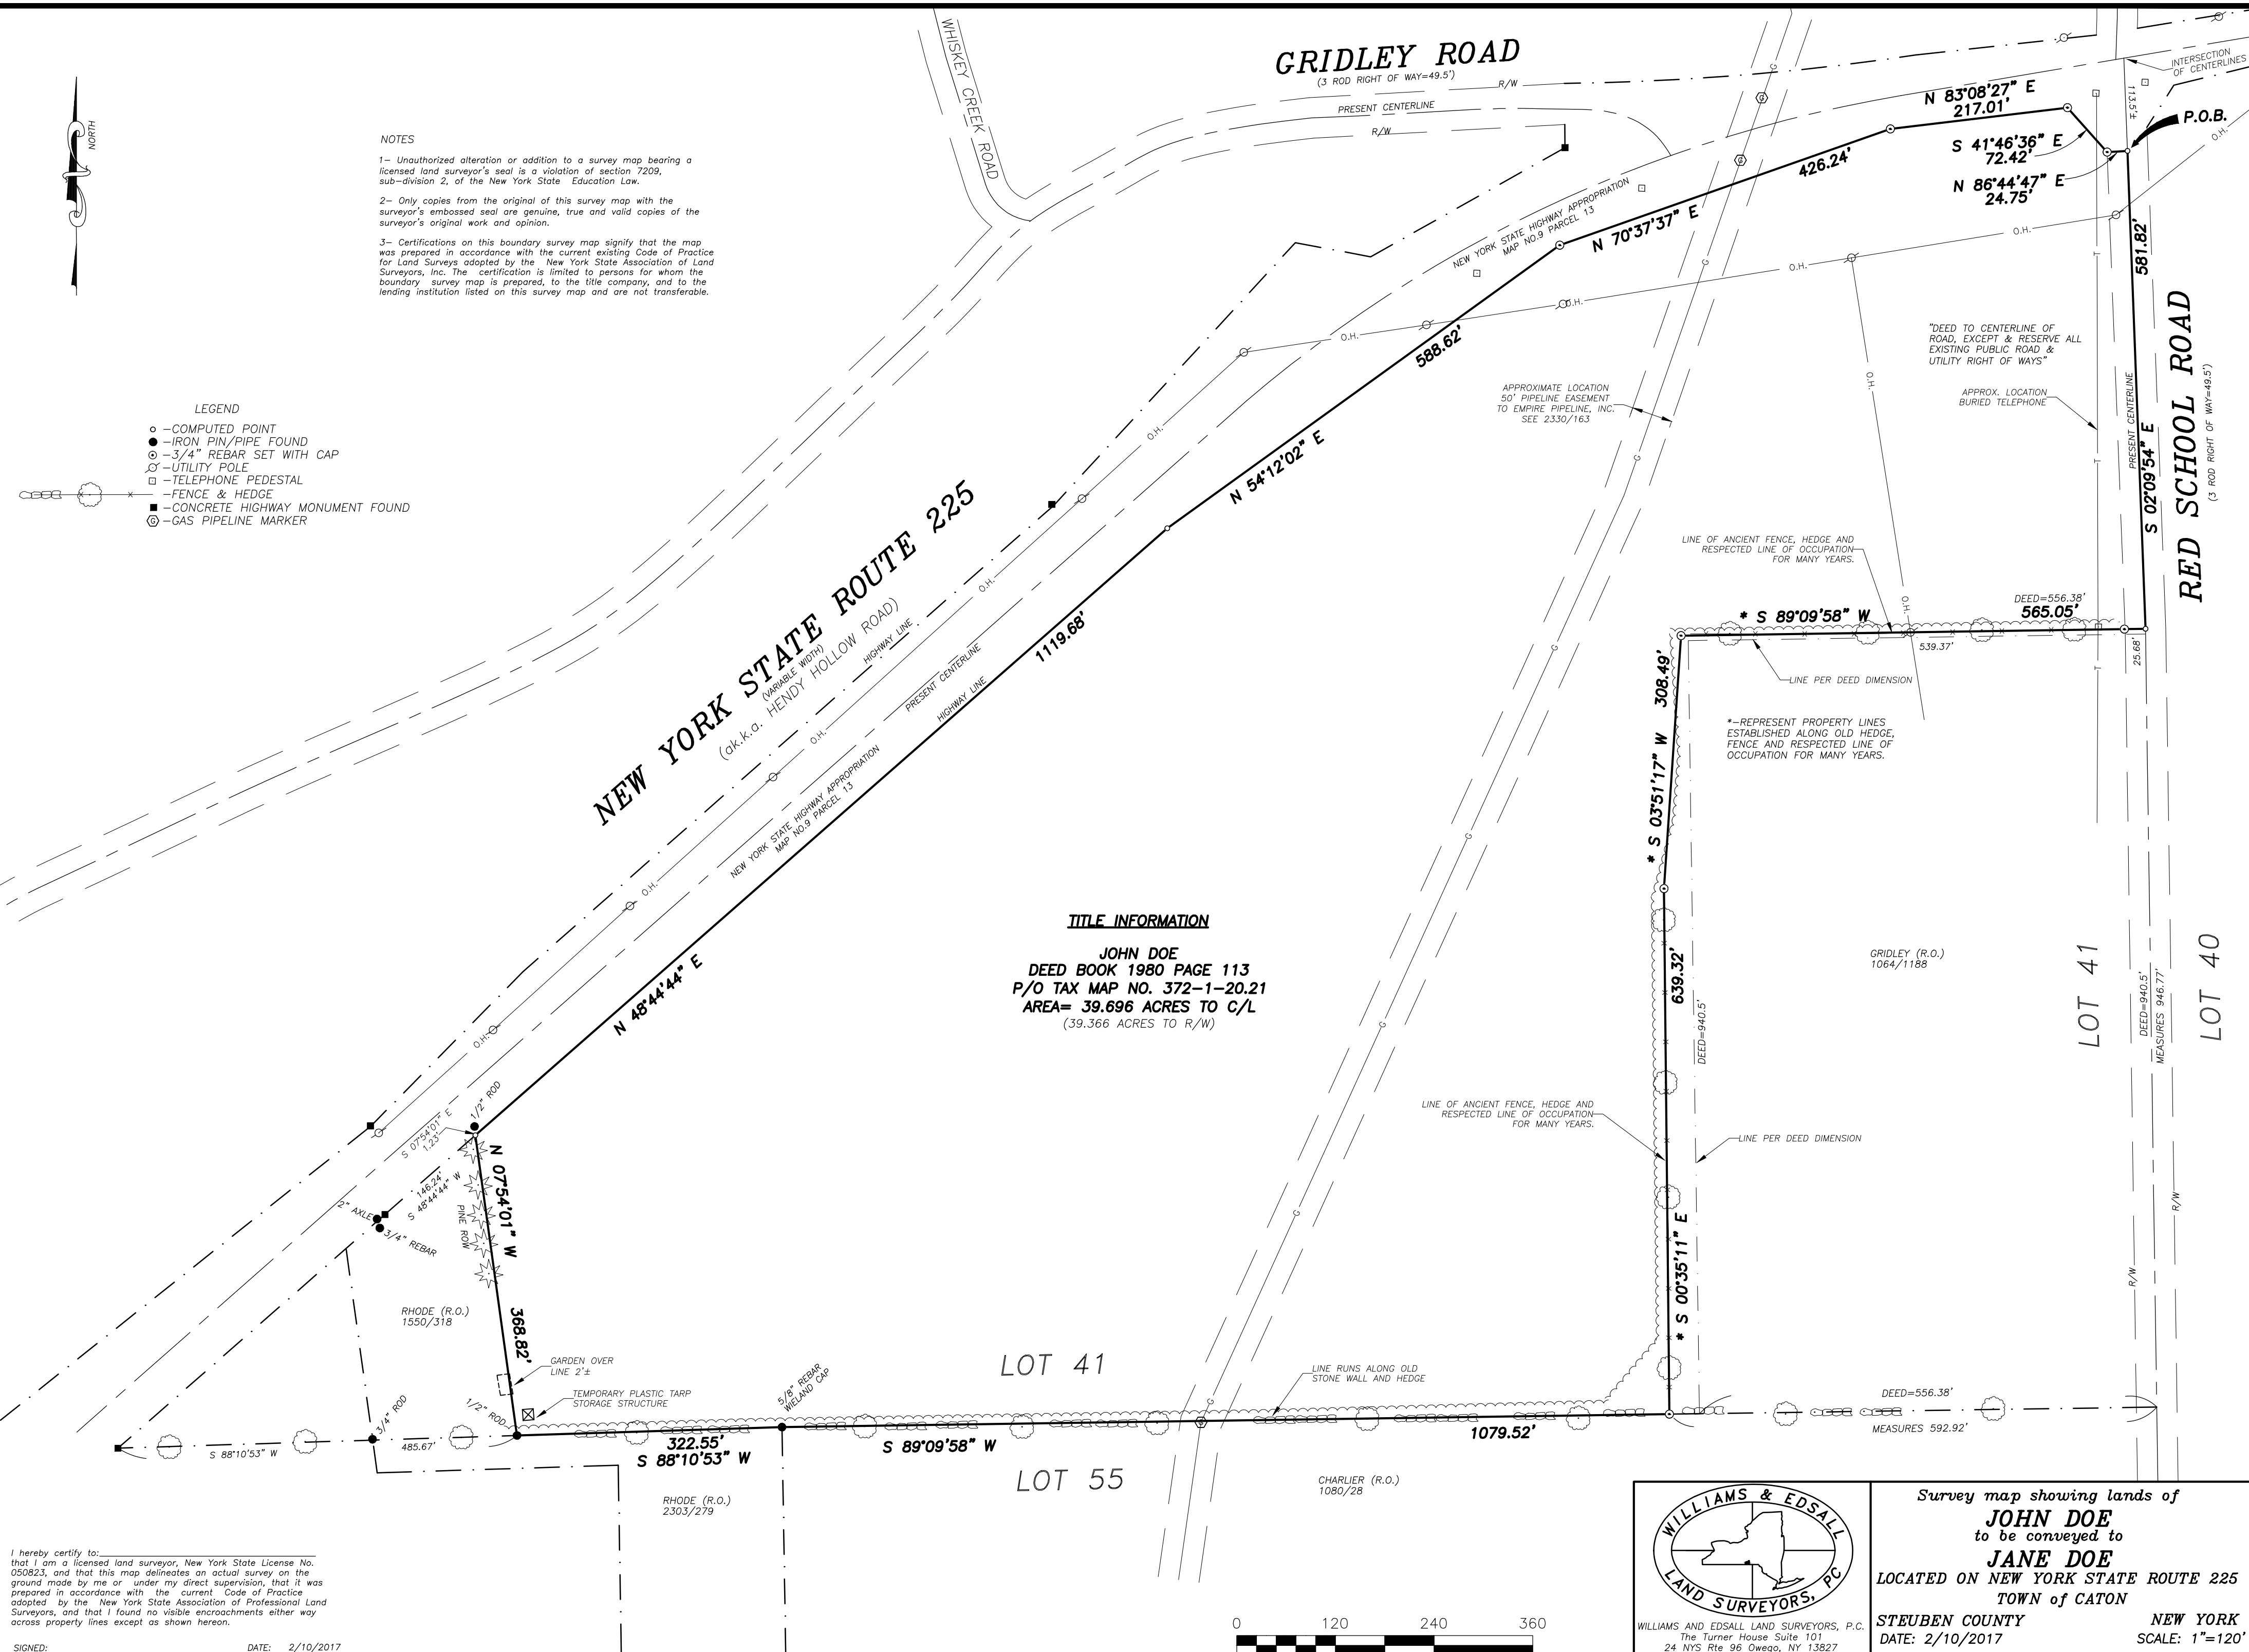 GRIDLEY ROAD
(3 ROD RIGHT OF WAY=49.5')
R/W
PRESENT CENTERLINE
R/W
WHISKEY CREEK ROAD
NORTH
NOTES
1- Unauthorized alteration or addition to a survey map bearing a
licensed land surveyor's seal is a violation of section 7209,
sub-division 2, of the New York State Education Law.
2- Only copies from the original of this survey map with the
surveyor's embossed seal are genuine, true and valid copies of the
surveyor's original work and opinion.
3- Certifications on this boundary survey map signify that the map
was prepared in accordance with the current existing Code of Practice
for Land Surveys adopted by the New York State Association of Land
Surveyors, Inc. The certification is limited to persons for whom the
boundary survey map is prepared, to the title company, and to the
lending institution listed on this survey map and are not transferable.
LEGEND
-COMPUTED POINT
-IRON PIN/PIPE FOUND
-3/4" REBAR SET WITH CAP
-UTILITY POLE
-TELEPHONE PEDESTAL
-FENCE & HEDGE
-CONCRETE HIGHWAY MONUMENT FOUND
G -GAS PIPELINE MARKER
INTERSECTION
OF CENTERLINES
113.5'±
P.O.B.
N 83°08'27" E
217.01'
S 41°46'36" E
72.42'
N 86°44'47" E
24.75'
426.24'
N 70°37'37" E
NEW YORK STATE HIGHWAY APPROPRIATION
MAP NO.9 PARCEL 13
588.62'
N 54°12'02" E
O.H.
O.H.
O.H.
O.H.
O.H.
O.H.
O.H.
O.H.
O.H.
O.H.
O.H.
O.H.
O.H.
G
G
G
G
G
G
G
G
G
G
G
G
T
T
T
581.82'
S 02°09'54" E
PRESENT CENTERLINE
RED SCHOOL ROAD
(3 ROD RIGHT OF WAY=49.5')
"DEED TO CENTERLINE OF
ROAD, EXCEPT & RESERVE ALL
EXISTING PUBLIC ROAD &
UTILITY RIGHT OF WAYS"
APPROX. LOCATION
BURIED TELEPHONE
APPROXIMATE LOCATION
50' PIPELINE EASEMENT
TO EMPIRE PIPELINE, INC.
SEE 2330/163
NEW YORK STATE ROUTE 225
(VARIABLE WIDTH)
(ak.k.a. HENDY HOLLOW ROAD)
HIGHWAY LINE
PRESENT CENTERLINE
HIGHWAY LINE
1119.68'
NEW YORK STATE HIGHWAY APPROPRIATION
MAP NO.9 PARCEL 13
N 48°44'44" E
LINE OF ANCIENT FENCE, HEDGE AND
RESPECTED LINE OF OCCUPATION
FOR MANY YEARS.
* S 89°09'58" W
DEED=556.38'
565.05'
539.37'
25.68'
LINE PER DEED DIMENSION
*-REPRESENT PROPERTY LINES
ESTABLISHED ALONG OLD HEDGE,
FENCE AND RESPECTED LINE OF
OCCUPATION FOR MANY YEARS.
* S 03°51'17" W 308.49'
TITLE INFORMATION
JOHN DOE
DEED BOOK 1980 PAGE 113
P/O TAX MAP NO. 372-1-20.21
AREA= 39.696 ACRES TO C/L
(39.366 ACRES TO R/W)
639.32'
DEED=940.5'
GRIDLEY (R.O.)
1064/1188
LOT 41
DEED=940.5'
MEASURES 946.77'
LOT 40
LINE OF ANCIENT FENCE, HEDGE AND
RESPECTED LINE OF OCCUPATION
FOR MANY YEARS.
LINE PER DEED DIMENSION
* S 00°35'11" E
R/W
R/W
1/2" ROD
S 07°54'01" E
1.23'
146.24'
S 48°44'44" W
2" AXLE
3/4" REBAR
PINE ROW
N 07°54'01" W
368.82'
RHODE (R.O.)
1550/318
GARDEN OVER
LINE 2'±
TEMPORARY PLASTIC TARP
STORAGE STRUCTURE
5/8" REBAR
WIELAND CAP
LOT 41
LINE RUNS ALONG OLD
STONE WALL AND HEDGE
DEED=556.38'
MEASURES 592.92'
3/4" ROD
1/2" ROD
S 88°10'53" W
485.67'
322.55'
S 88°10'53" W
S 89°09'58" W
1079.52'
LOT 55
RHODE (R.O.)
2303/279
CHARLIER (R.O.)
1080/28
I hereby certify to:
that I am a licensed land surveyor, New York State License No.
050823, and that this map delineates an actual survey on the
ground made by me or under my direct supervision, that it was
prepared in accordance with the current Code of Practice
adopted by the New York State Association of Professional Land
Surveyors, and that I found no visible encroachments either way
across property lines except as shown hereon.
SIGNED: DATE: 2/10/2017
0 120 240 360
WILLIAMS & EDSALL
LAND SURVEYORS, PC
WILLIAMS AND EDSALL LAND SURVEYORS, P.C.
The Turner House Suite 101
24 NYS Rte 96 Owego, NY 13827
Survey map showing lands of
JOHN DOE
to be conveyed to
JANE DOE
LOCATED ON NEW YORK STATE ROUTE 225
TOWN of CATON
STEUBEN COUNTY NEW YORK
DATE: 2/10/2017 SCALE: 1"=120'